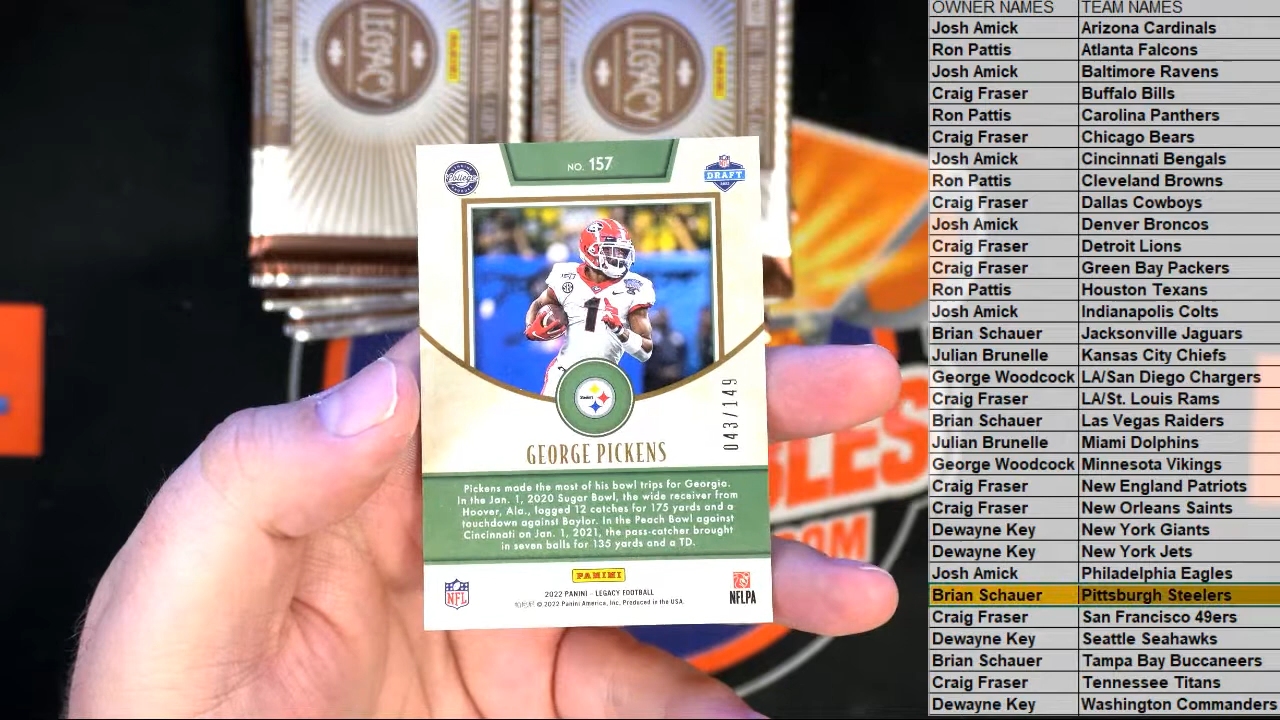 LEGACY
LEGACY
NO. 157
College
NFL
DRAFT
2022
1
Steelers
043/149
GEORGE PICKENS
Pickens made the most of his bowl trips for Georgia.
In the Jan. 1, 2020 Sugar Bowl, the wide receiver from
Hoover, Ala., togged 12 catches for 175 yards and a
touchdown against Baylor. In the Peach Bowl against
Cincinnati on Jan. 1, 2021, the pass-catcher brought
in seven balls for 135 yards and a TD.
PANINI
NFL
2022 PANINI - LEGACY FOOTBALL
© 2022 Panini America, Inc. Produced in the USA.
NFLPA
.COM
OWNER NAMES TEAM NAMES
Josh Amick Arizona Cardinals
Ron Pattis Atlanta Falcons
Josh Amick Baltimore Ravens
Craig Fraser Buffalo Bills
Ron Pattis Carolina Panthers
Craig Fraser Chicago Bears
Josh Amick Cincinnati Bengals
Ron Pattis Cleveland Browns
Craig Fraser Dallas Cowboys
Josh Amick Denver Broncos
Craig Fraser Detroit Lions
Craig Fraser Green Bay Packers
Ron Pattis Houston Texans
Josh Amick Indianapolis Colts
Brian Schauer Jacksonville Jaguars
Julian Brunelle Kansas City Chiefs
George Woodcock LA/San Diego Chargers
Craig Fraser LA/St. Louis Rams
Brian Schauer Las Vegas Raiders
Julian Brunelle Miami Dolphins
George Woodcock Minnesota Vikings
Craig Fraser New England Patriots
Craig Fraser New Orleans Saints
Dewayne Key New York Giants
Dewayne Key New York Jets
Josh Amick Philadelphia Eagles
Brian Schauer Pittsburgh Steelers
Craig Fraser San Francisco 49ers
Dewayne Key Seattle Seahawks
Brian Schauer Tampa Bay Buccaneers
Craig Fraser Tennessee Titans
Dewayne Key Washington Commanders